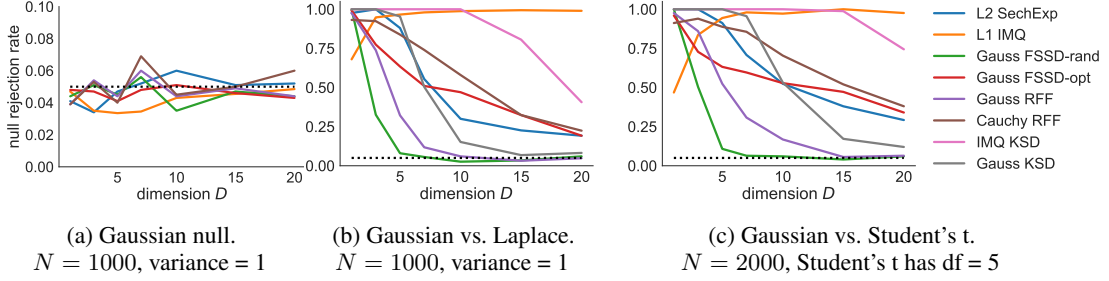 0.10
0.08
0.06
0.04
0.02
0.00
null rejection rate
5
10
15
20
dimension D
1.00
0.75
0.50
0.25
0.00
5
10
15
20
dimension D
1.00
0.75
0.50
0.25
0.00
5
10
15
20
dimension D
L2 SechExp
L1 IMQ
Gauss FSSD-rand
Gauss FSSD-opt
Gauss RFF
Cauchy RFF
IMQ KSD
Gauss KSD
(a) Gaussian null.
N = 1000, variance = 1
(b) Gaussian vs. Laplace.
N = 1000, variance = 1
(c) Gaussian vs. Student's t.
N = 2000, Student's t has df = 5